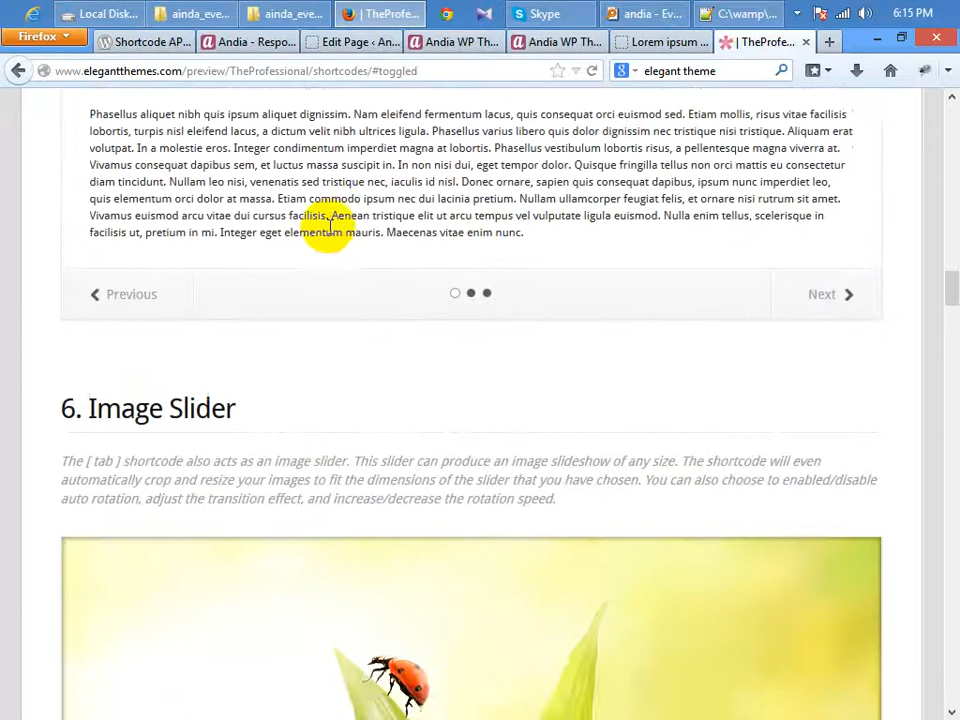 Local Disk...
ainda_eve...
ainda_eve...
| TheProfe...
Skype
andia - Ev...
C:\wamp\...
6:15 PM
Firefox
Shortcode AP...
Andia - Respo...
Edit Page ‹ An...
Andia WP Th...
Andia WP Th...
Lorem ipsum ...
| TheProfe...
www.elegantthemes.com/preview/TheProfessional/shortcodes/#toggled
elegant theme
Phasellus aliquet nibh quis ipsum aliquet dignissim. Nam eleifend fermentum lacus, quis consequat orci euismod sed. Etiam mollis, risus vitae facilisis
lobortis, turpis nisl eleifend lacus, a dictum velit nibh ultrices ligula. Phasellus varius libero quis dolor dignissim nec tristique nisi tristique. Aliquam erat
volutpat. In a molestie eros. Integer condimentum imperdiet magna at lobortis. Phasellus vestibulum lobortis risus, a pellentesque magna viverra at.
Vivamus consequat dapibus sem, et luctus massa suscipit in. In non nisi dui, eget tempor dolor. Quisque fringilla tellus non orci mattis eu consectetur
diam tincidunt. Nullam leo nisi, venenatis sed tristique nec, iaculis id nisl. Donec ornare, sapien quis consequat dapibus, ipsum nunc imperdiet leo,
quis elementum orci dolor at massa. Etiam commodo ipsum nec dui lacinia pretium. Nullam ullamcorper feugiat felis, et ornare nisi rutrum sit amet.
Vivamus euismod arcu vitae dui cursus facilisis. Aenean tristique elit ut arcu tempus vel vulputate ligula euismod. Nulla enim tellus, scelerisque in
facilisis ut, pretium in mi. Integer eget elementum mauris. Maecenas vitae enim nunc.
Previous
Next
6. Image Slider
The [ tab ] shortcode also acts as an image slider. This slider can produce an image slideshow of any size. The shortcode will even
automatically crop and resize your images to fit the dimensions of the slider that you have chosen. You can also choose to enabled/disable
auto rotation, adjust the transition effect, and increase/decrease the rotation speed.